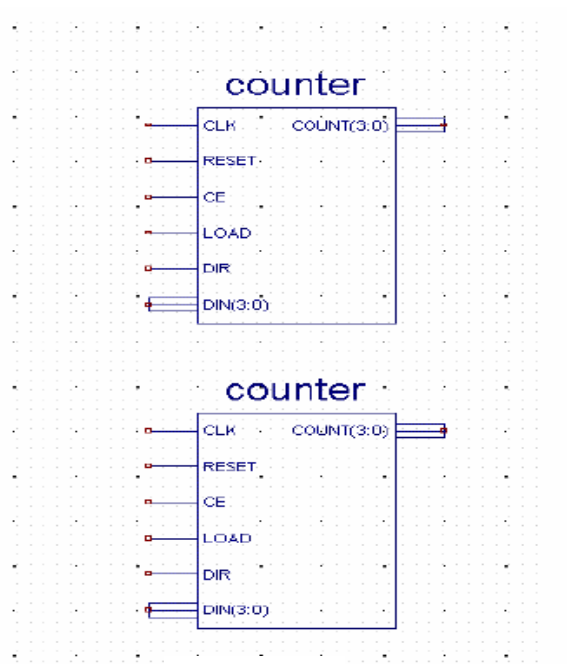 counter
CLK COUNT(3:0)
RESET
CE
LOAD
DIR
DIN(3:0)
counter
CLK COUNT(3:0)
RESET
CE
LOAD
DIR
DIN(3:0)